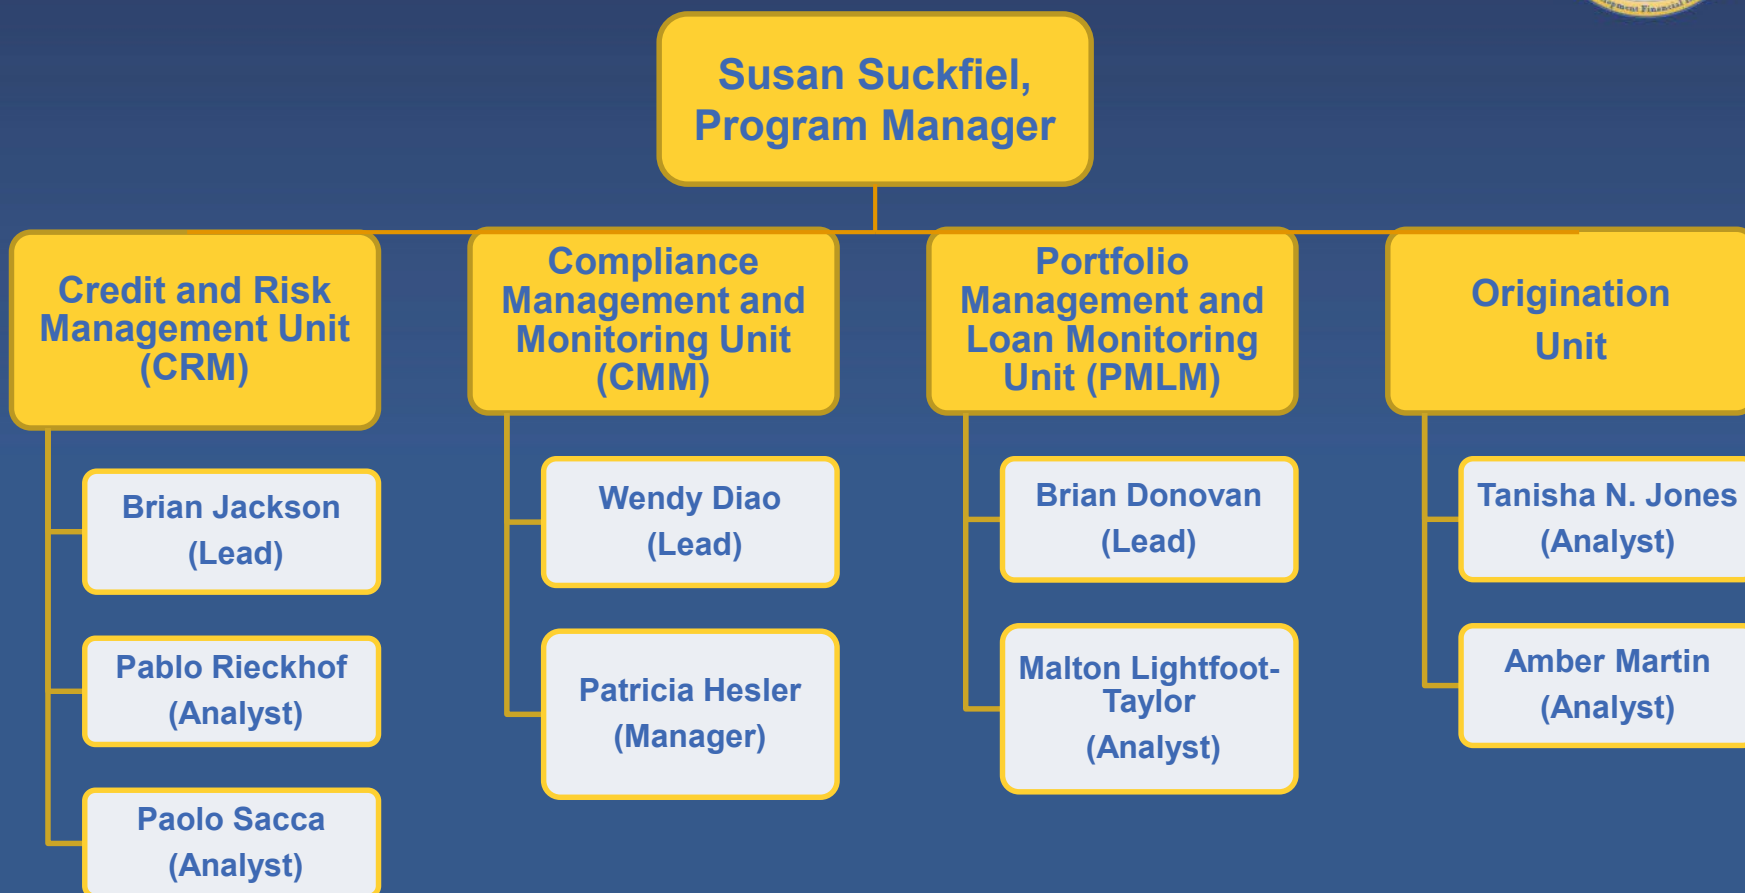 opment Financial
Susan Suckfiel,
Program Manager
Credit and Risk
Management Unit
(CRM)
Brian Jackson
(Lead)
Pablo Rieckhof
(Analyst)
Paolo Sacca
(Analyst)
Compliance
Management and
Monitoring Unit
(CMM)
Wendy Diao
(Lead)
Patricia Hesler
(Manager)
Portfolio
Management and
Loan Monitoring
Unit (PMLM)
Brian Donovan
(Lead)
Malton Lightfoot-
Taylor
(Analyst)
Origination
Unit
Tanisha N. Jones
(Analyst)
Amber Martin
(Analyst)